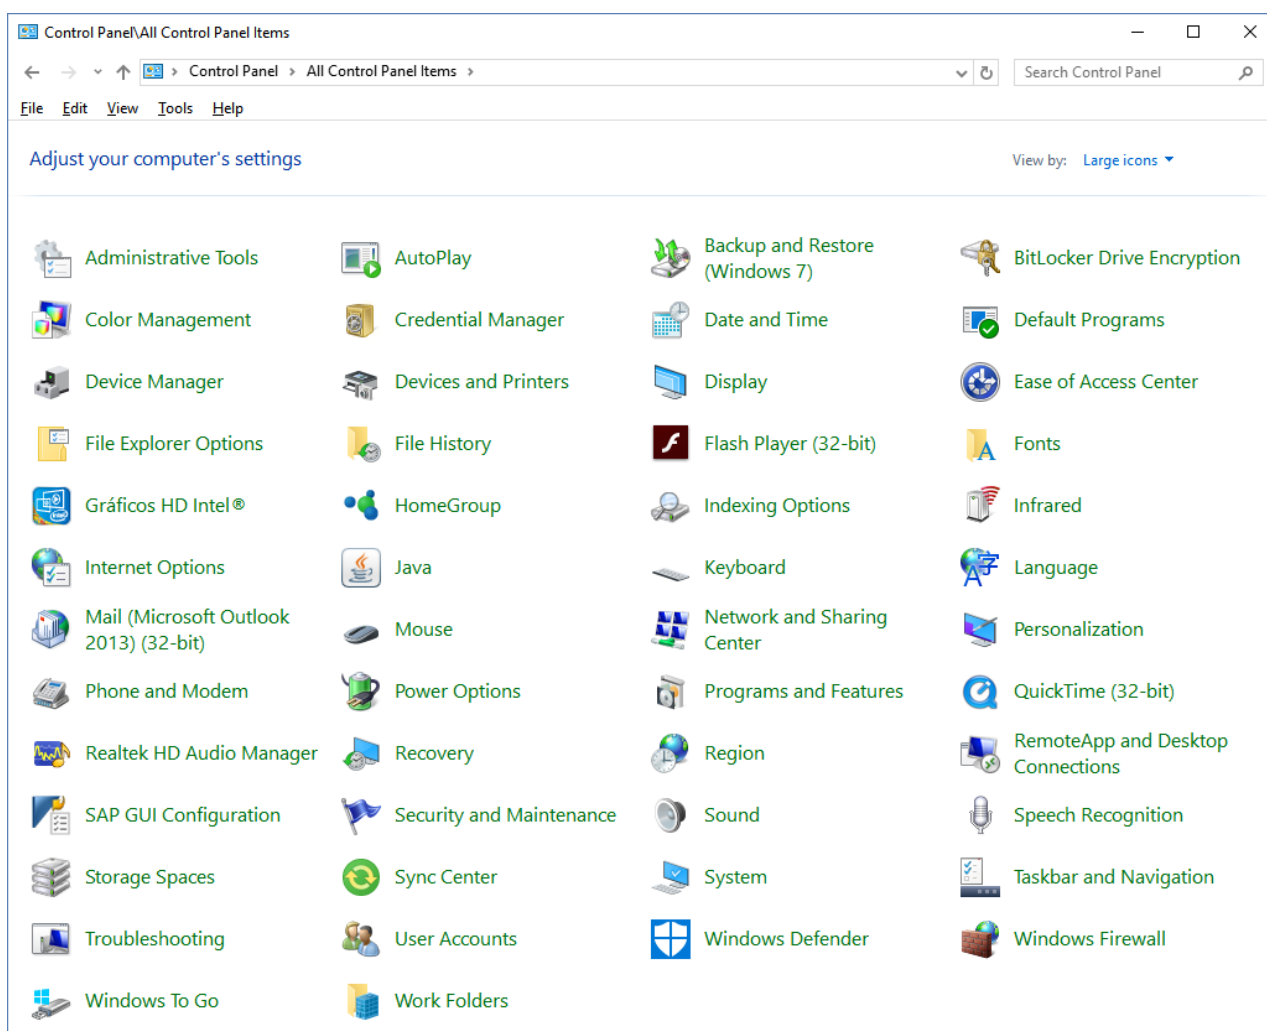 Control Panel\All Control Panel Items
Control Panel > All Control Panel Items >
Search Control Panel
File Edit View Tools Help
Adjust your computer's settings
View by: Large icons
Administrative Tools
AutoPlay
Backup and Restore
(Windows 7)
BitLocker Drive Encryption
Color Management
Credential Manager
Date and Time
Default Programs
Device Manager
Devices and Printers
Display
Ease of Access Center
File Explorer Options
File History
Flash Player (32-bit)
Fonts
Gráficos HD Intel®
HomeGroup
Indexing Options
Infrared
Internet Options
Java
Keyboard
Language
Mail (Microsoft Outlook
2013) (32-bit)
Mouse
Network and Sharing
Center
Personalization
Phone and Modem
Power Options
Programs and Features
QuickTime (32-bit)
Realtek HD Audio Manager
Recovery
Region
RemoteApp and Desktop
Connections
SAP GUI Configuration
Security and Maintenance
Sound
Speech Recognition
Storage Spaces
Sync Center
System
Taskbar and Navigation
Troubleshooting
User Accounts
Windows Defender
Windows Firewall
Windows To Go
Work Folders